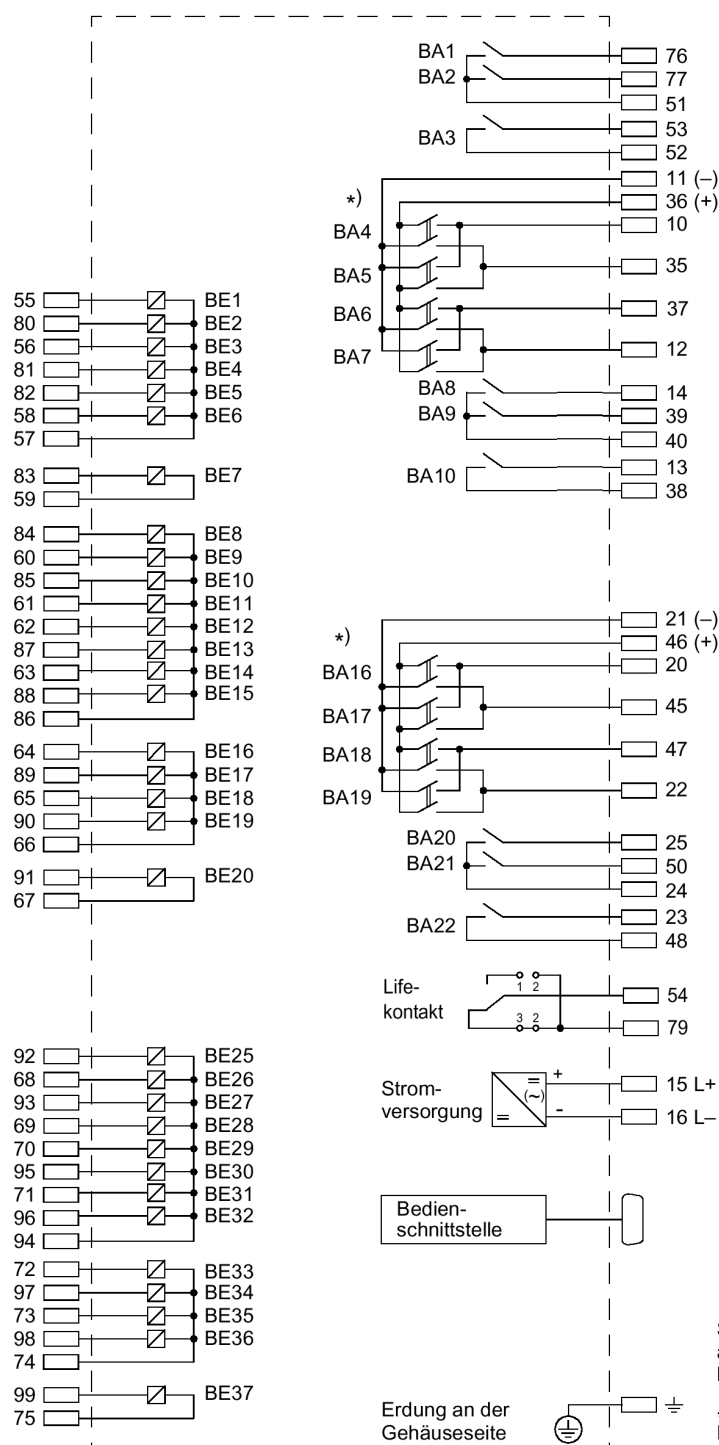 BA1
76
BA2
77
51
BA3
53
52
11 (–)
*)
36 (+)
BA4
10
BA5
35
BA6
37
BA7
12
BA8
14
BA9
39
40
BA10
13
38
55 BE1
80 BE2
56 BE3
81 BE4
82 BE5
58 BE6
57
83 BE7
59
84 BE8
60 BE9
85 BE10
61 BE11
62 BE12
87 BE13
63 BE14
88 BE15
86
64 BE16
89 BE17
65 BE18
90 BE19
66
91 BE20
67
21 (–)
*)
46 (+)
BA16
20
BA17
45
BA18
47
BA19
22
BA20
25
BA21
50
24
BA22
23
48
Life-
kontakt
1 2
3 2
54
79
92 BE25
68 BE26
93 BE27
69 BE28
70 BE29
95 BE30
71 BE31
96 BE32
94
72 BE33
97 BE34
73 BE35
98 BE36
74
99 BE37
75
Strom-
versorgung
=
(~)
=
+
-
15 L+
16 L–
Bedien-
schnittstelle
Erdung an der
Gehäuseseite